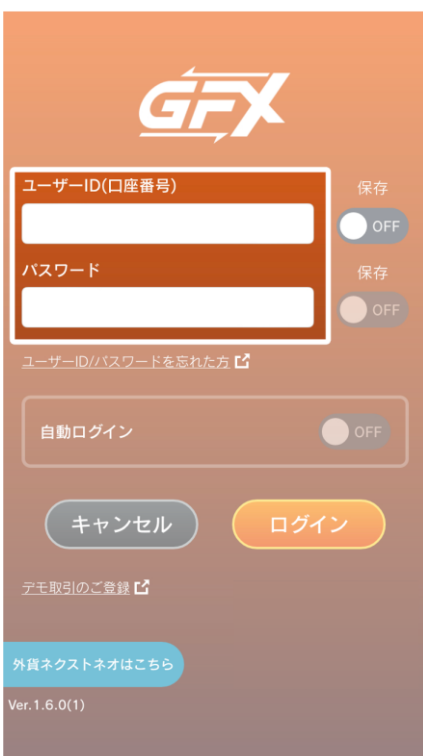 GFX
ユーザーID(口座番号)
保存
OFF
パスワード
保存
OFF
ユーザーID/パスワードを忘れた方
自動ログイン
OFF
キャンセル
ログイン
デモ取引のご登録
外貨ネクストネオはこちら
Ver.1.6.0(1)